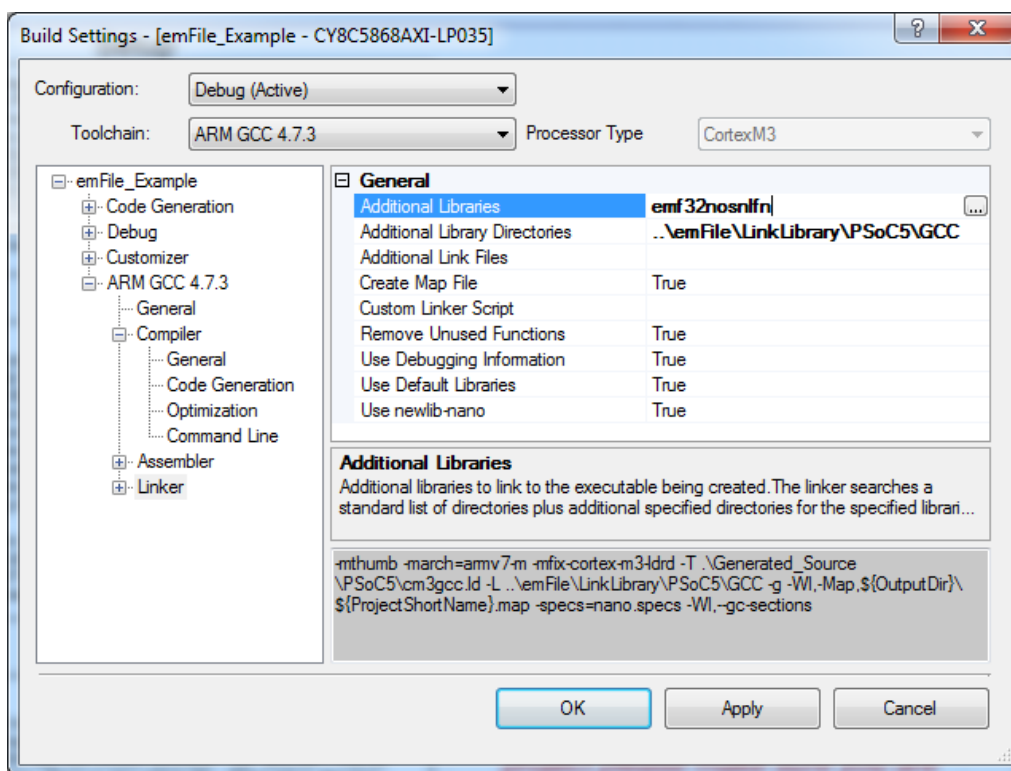 Build Settings - [emFile_Example - CY8C5868AXI-LP035]
Configuration: Debug (Active)
Toolchain: ARM GCC 4.7.3 Processor Type CortexM3
emFile_Example
Code Generation
Debug
Customizer
ARM GCC 4.7.3
General
Compiler
General
Code Generation
Optimization
Command Line
Assembler
Linker
General
Additional Libraries emf32nosnlfn ...
Additional Library Directories ..\emFile\LinkLibrary\PSoC5\GCC
Additional Link Files
Create Map File True
Custom Linker Script
Remove Unused Functions True
Use Debugging Information True
Use Default Libraries True
Use newlib-nano True
Additional Libraries
Additional libraries to link to the executable being created. The linker searches a
standard list of directories plus additional specified directories for the specified librari...
-mthumb -march=armv7-m -mfix-cortex-m3-ldrd -T .\Generated_Source
\PSoC5\cm3gcc.ld -L ..\emFile\LinkLibrary\PSoC5\GCC -g -Wl,-Map,${OutputDir}\
${ProjectShortName}.map -specs=nano.specs -Wl,--gc-sections
OK Apply Cancel